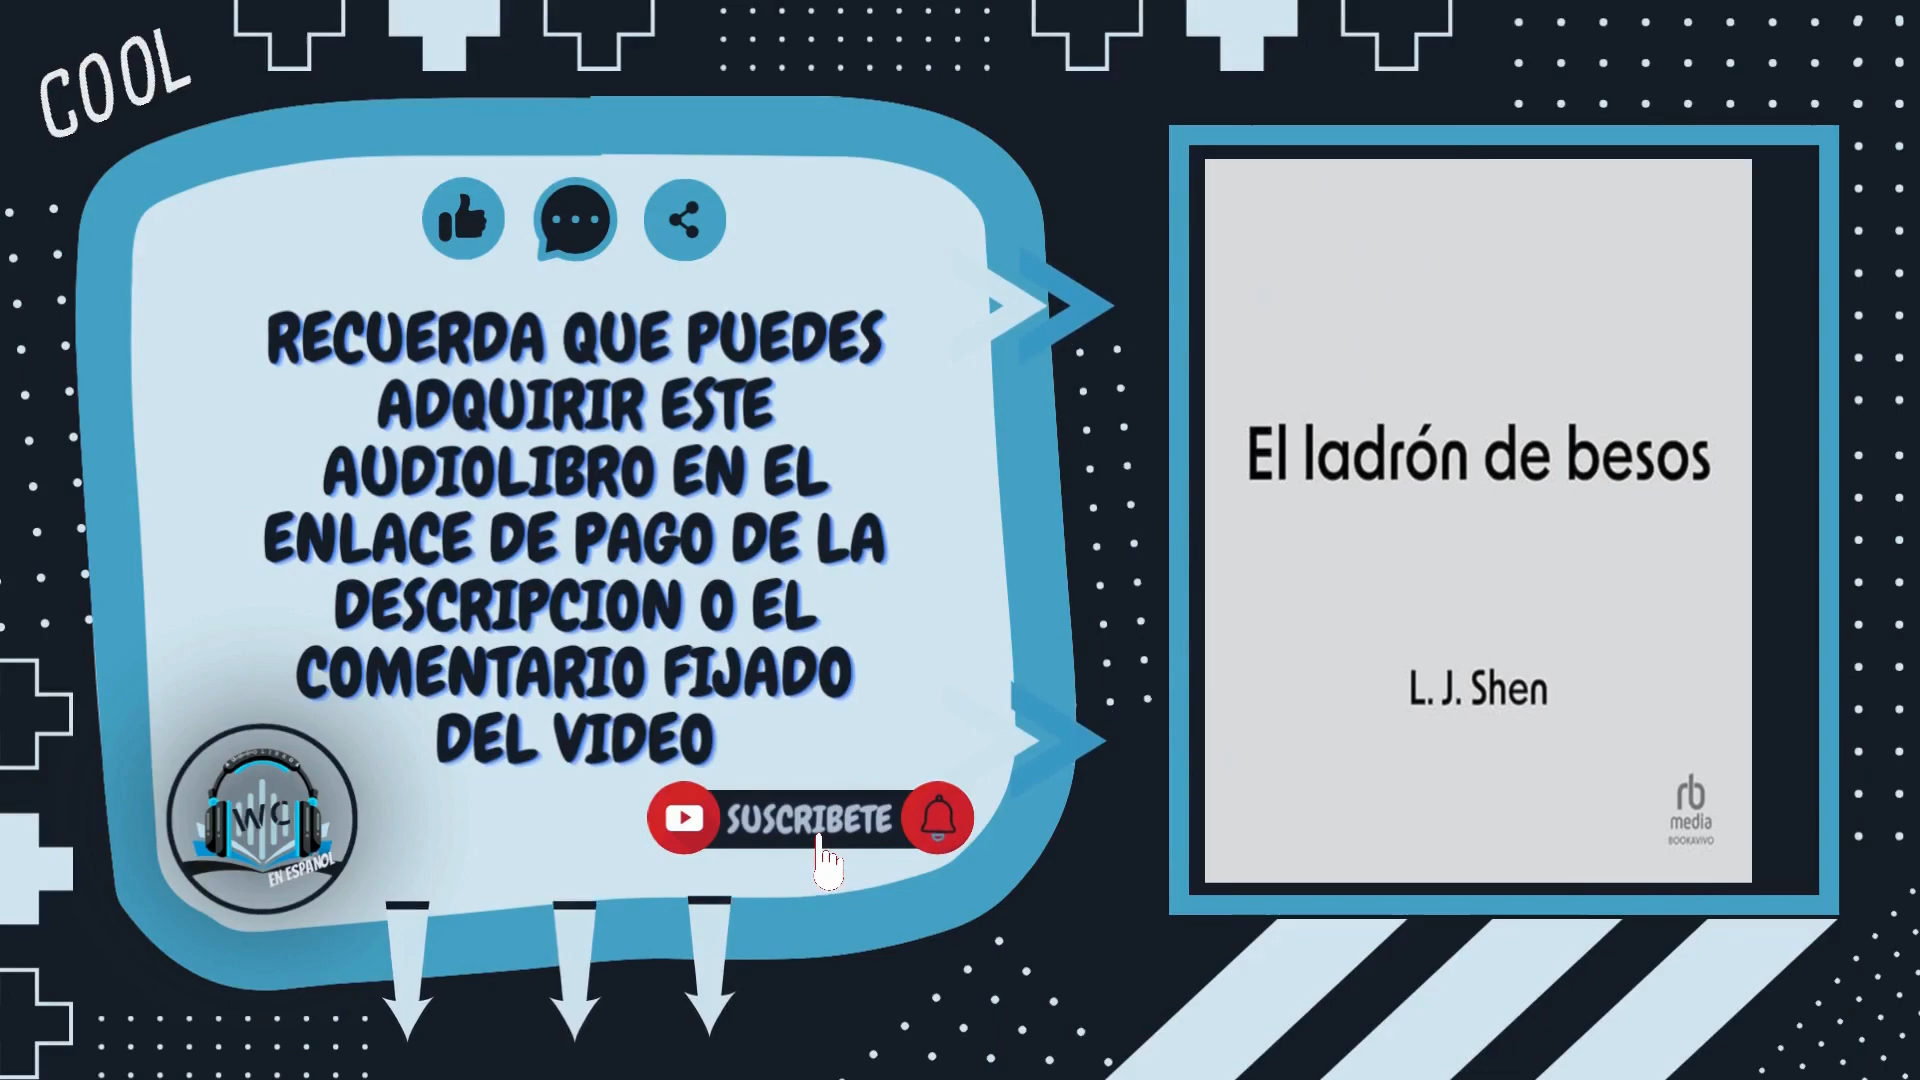 COOL
RECUERDA QUE PUEDES
ADQUIRIR ESTE
AUDIOLIBRO EN EL
ENLACE DE PAGO DE LA
DESCRIPCION O EL
COMENTARIO FIJADO
DEL VIDEO
WC
EN ESPAÑOL
SUSCRIBETE
El ladrón de besos
L. J. Shen
rb
media
BOOKAVIVO